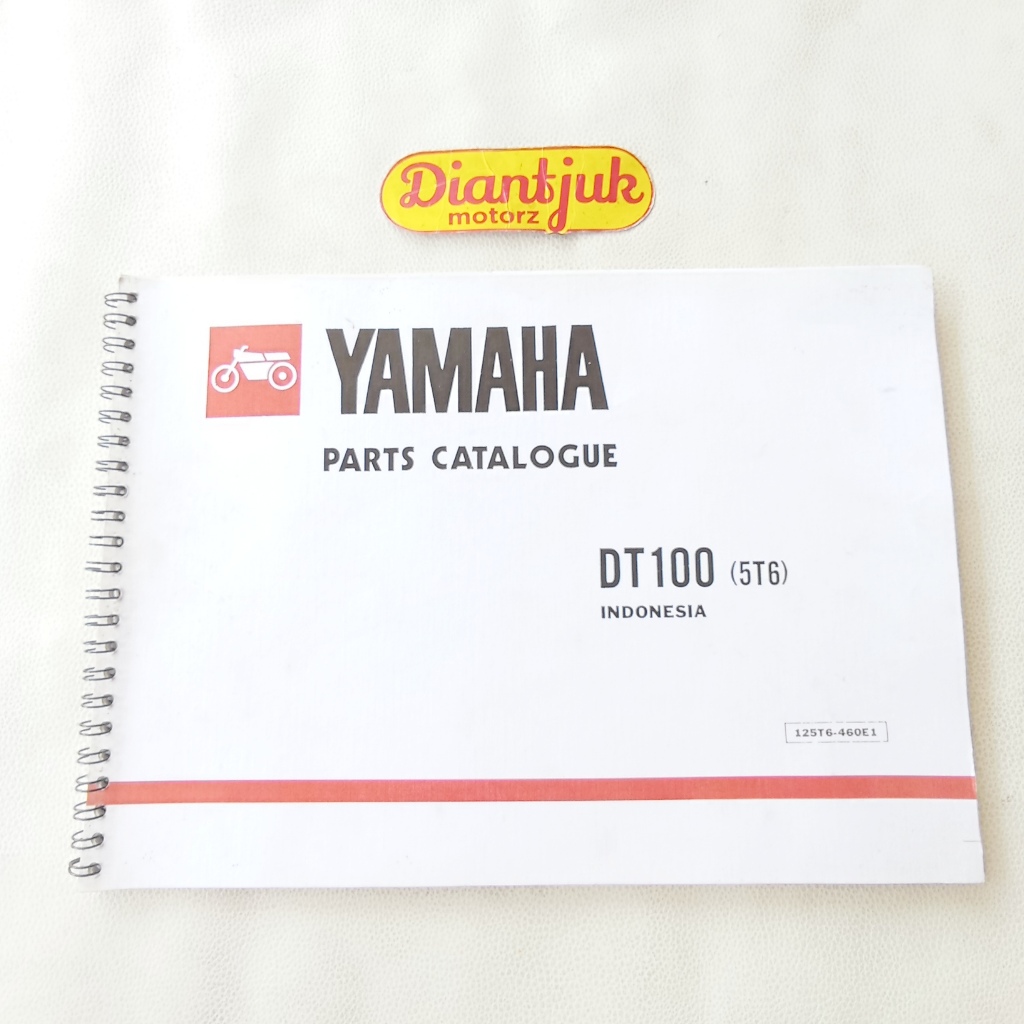 Diantjuk
motorz
YAMAHA
PARTS CATALOGUE
DT100 (5T6)
INDONESIA
125T6-460E1